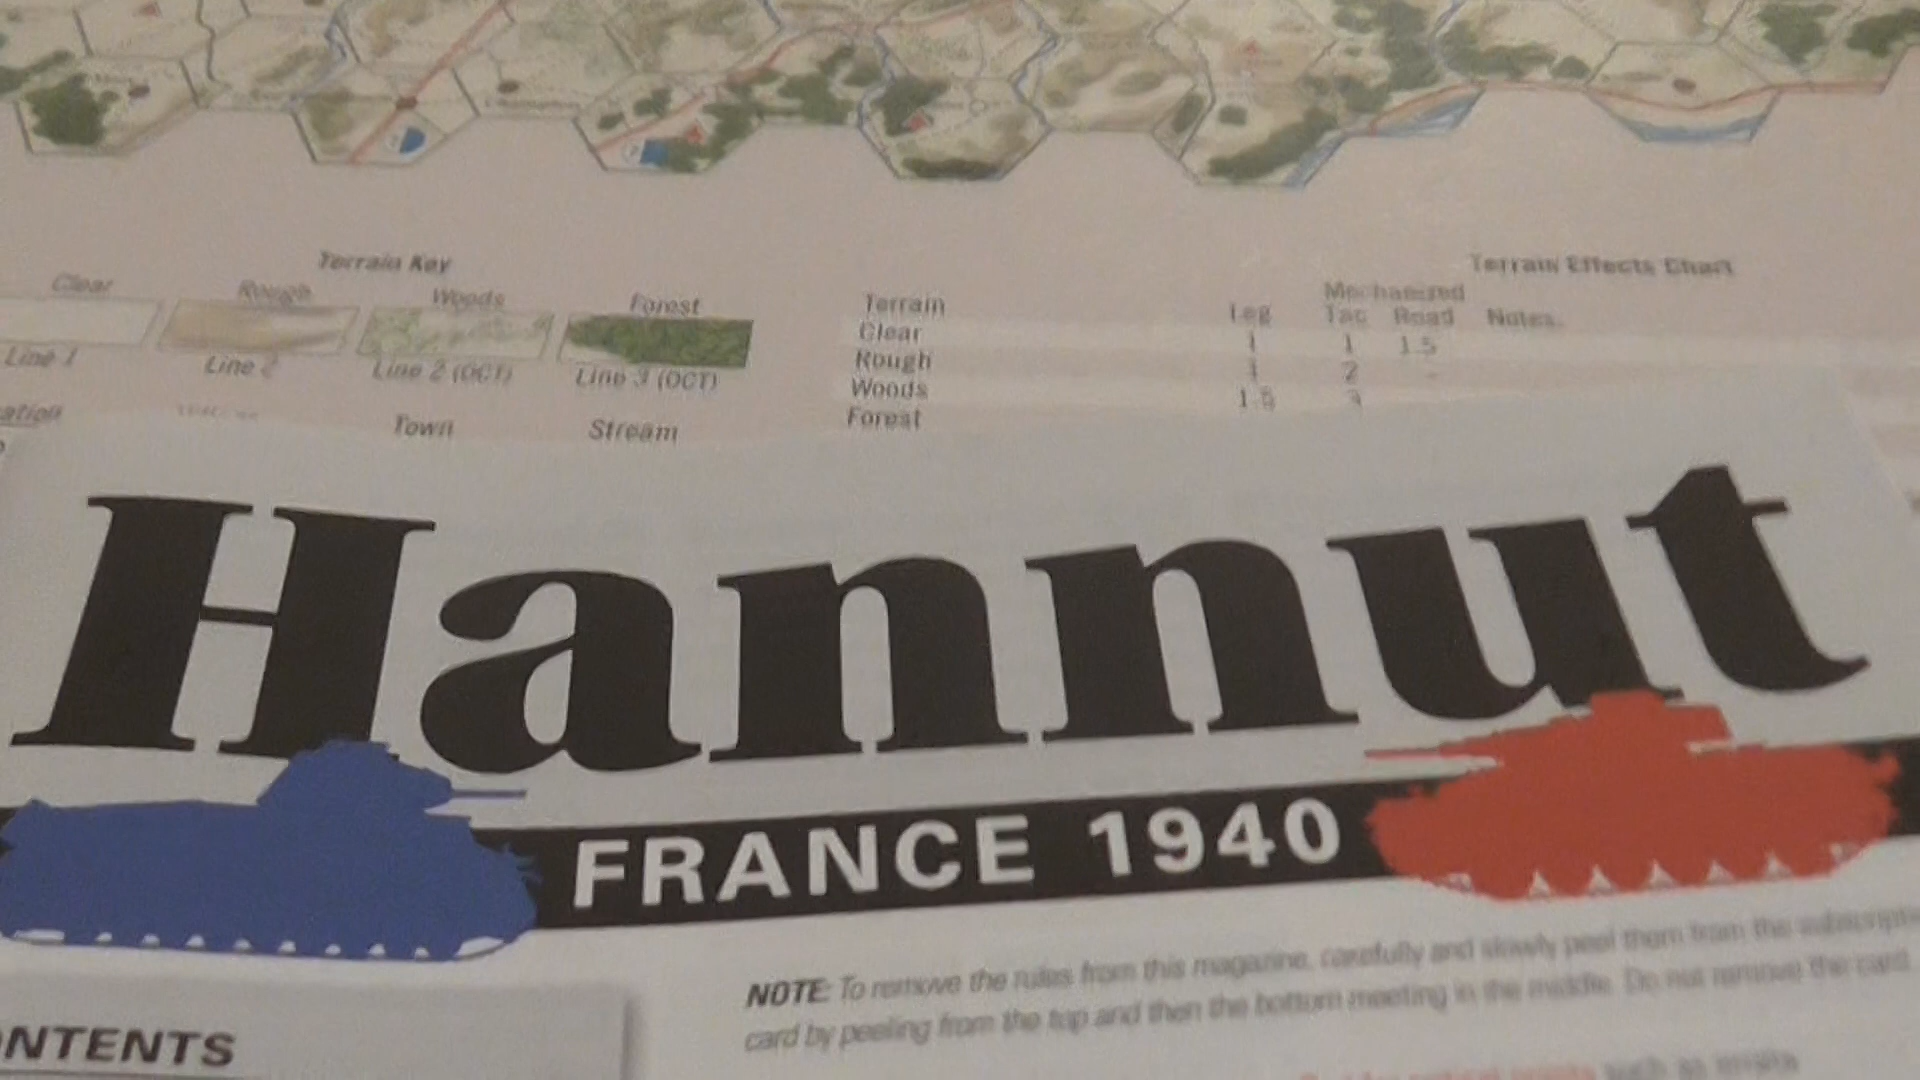 Terrain Key
Terrain Effects Chart
Clear
Rough
Woods
Forest
Line 1
Line 2
Line 2 (OCT)
Line 3 (OCT)
Town
Stream
Mechanized
Terrain Leg Tac Road Notes
Clear 1 1 1.5
Rough 1 2 -
Woods 1.5 3
Forest
Hannut
FRANCE 1940
NOTE: To remove the rules from this magazine, carefully and slowly peel them from the
card by peeling from the top and then the bottom meeting in the middle. Do not remove the card
ONTENTS